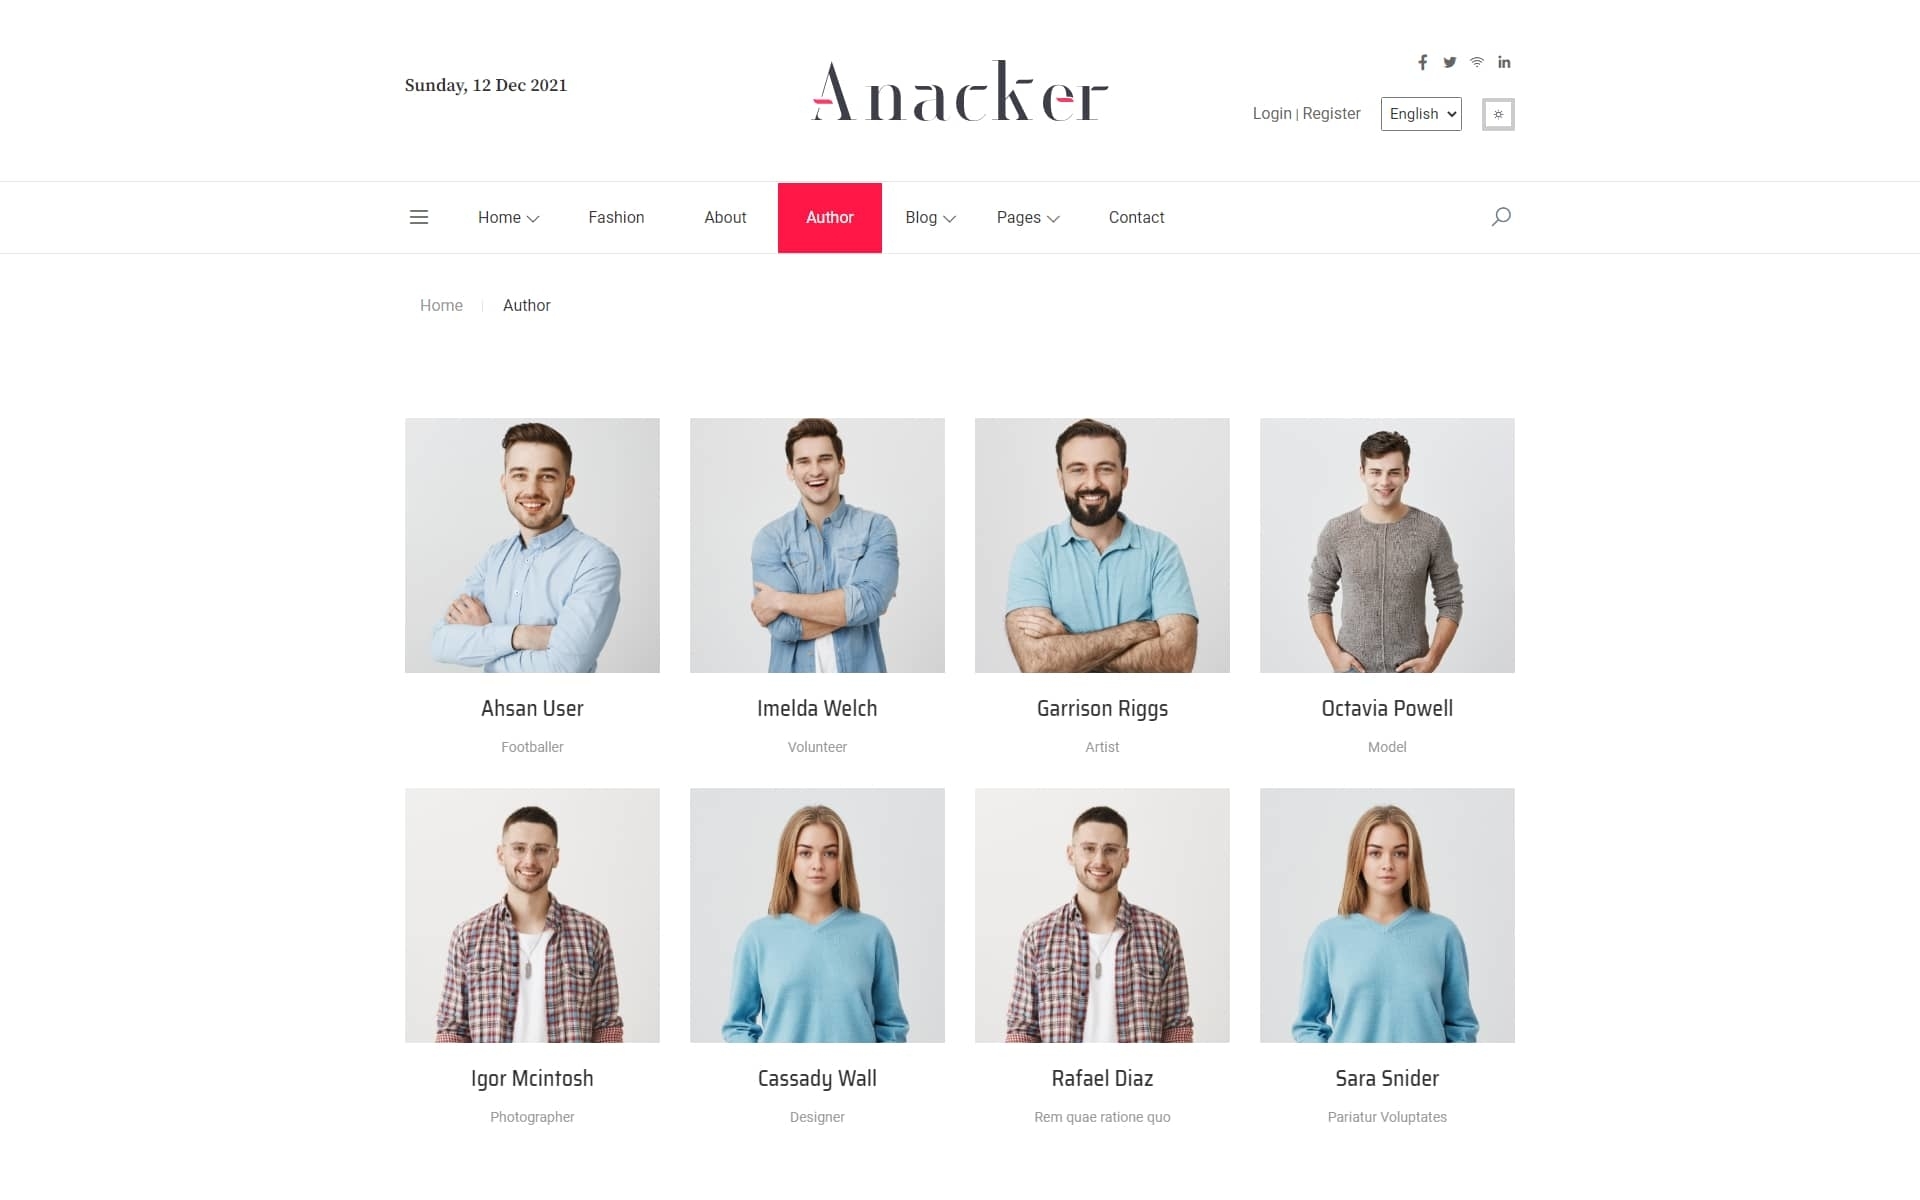 Sunday, 12 Dec 2021
Anacker
Login | Register
English
Home
Fashion
About
Author
Blog
Pages
Contact
Home
Author
Ahsan User
Imelda Welch
Garrison Riggs
Octavia Powell
Footballer
Volunteer
Artist
Model
Igor Mcintosh
Cassady Wall
Rafael Diaz
Sara Snider
Photographer
Designer
Rem quae ratione quo
Pariatur Voluptates